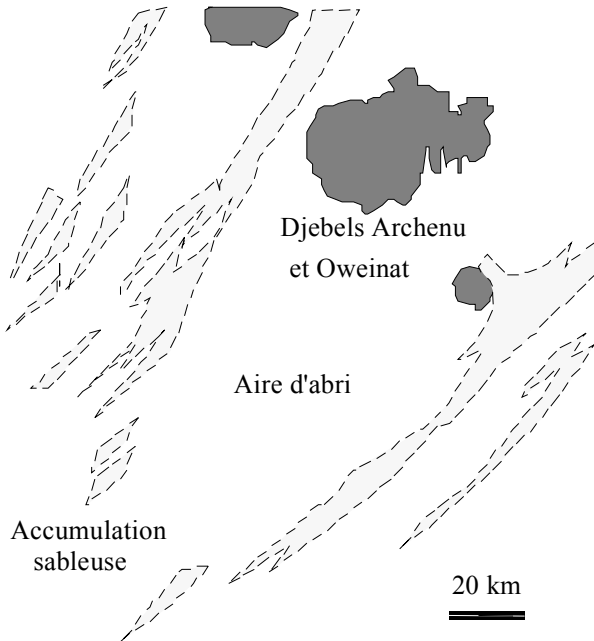 Djebels Archenu
et Oweinat
Aire d'abri
Accumulation
sableuse
20 km